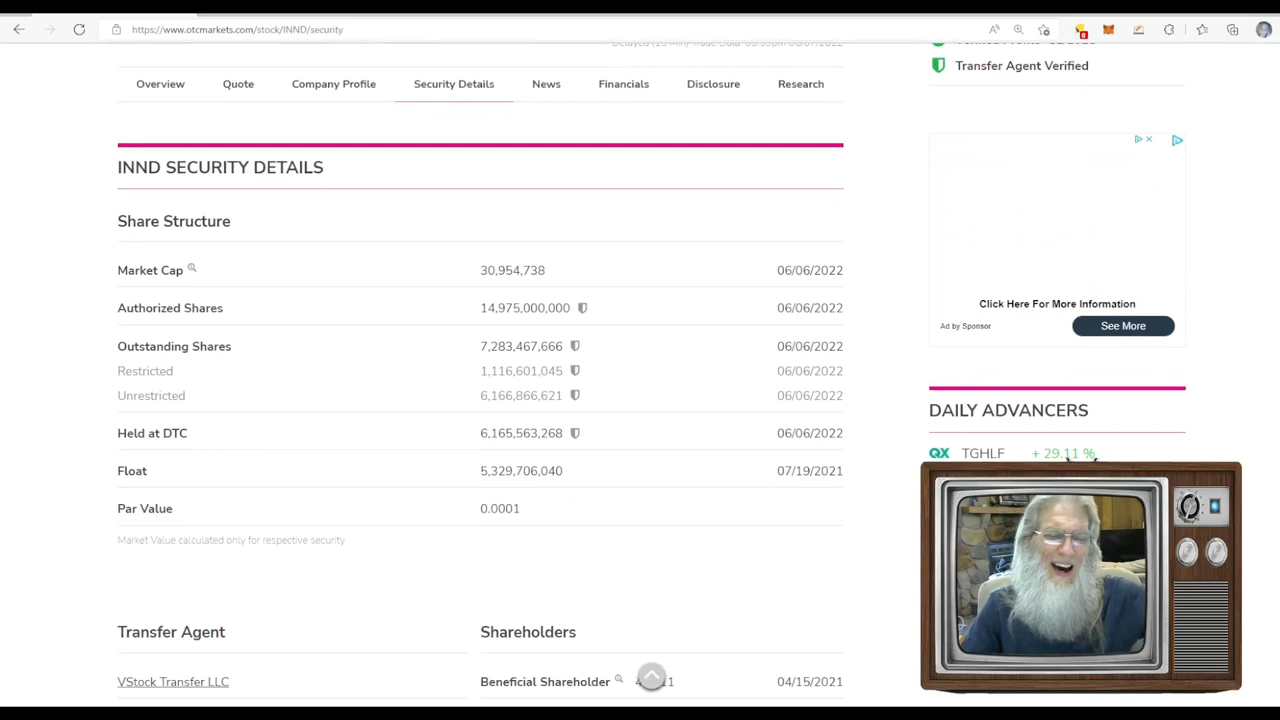 https://www.otcmarkets.com/stock/INND/security
Overview Quote Company Profile Security Details News Financials Disclosure Research
Transfer Agent Verified
INND SECURITY DETAILS
Share Structure
Market Cap 30,954,738 06/06/2022
Authorized Shares 14,975,000,000 06/06/2022
Click Here For More Information
Ad by Sponsor See More
Outstanding Shares 7,283,467,666 06/06/2022
Restricted 1,116,601,045 06/06/2022
Unrestricted 6,166,866,621 06/06/2022
Held at DTC 6,165,563,268 06/06/2022
Float 5,329,706,040 07/19/2021
Par Value 0.0001
Market Value calculated only for respective security
DAILY ADVANCERS
QX TGHLF + 29.11 %
Transfer Agent
VStock Transfer LLC
Shareholders
Beneficial Shareholder 04/15/2021